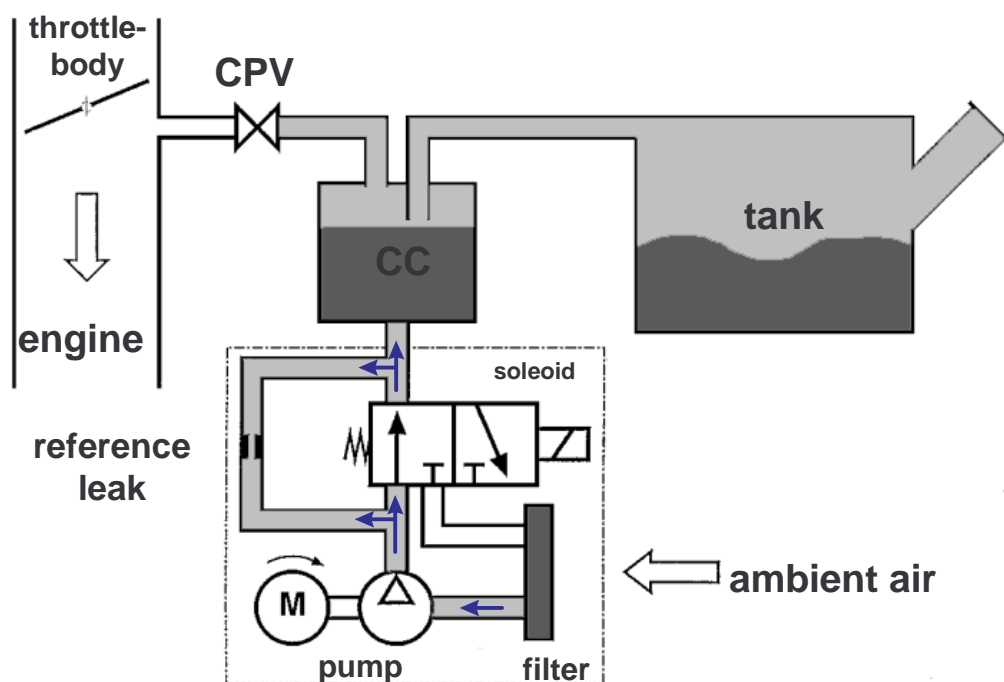 throttle-
body
CPV
tank
CC
engine
soleoid
reference
leak
ambient air
M
pump
filter